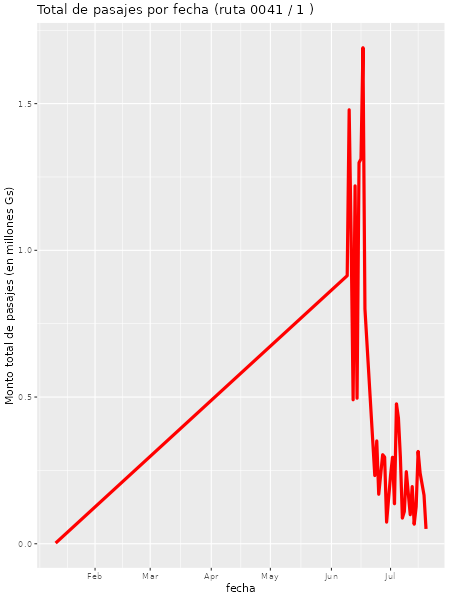 Total de pasajes por fecha (ruta 0041 / 1 )
Monto total de pasajes (en millones Gs)
1.5
1.0
0.5
0.0
Feb Mar Apr May Jun Jul
fecha